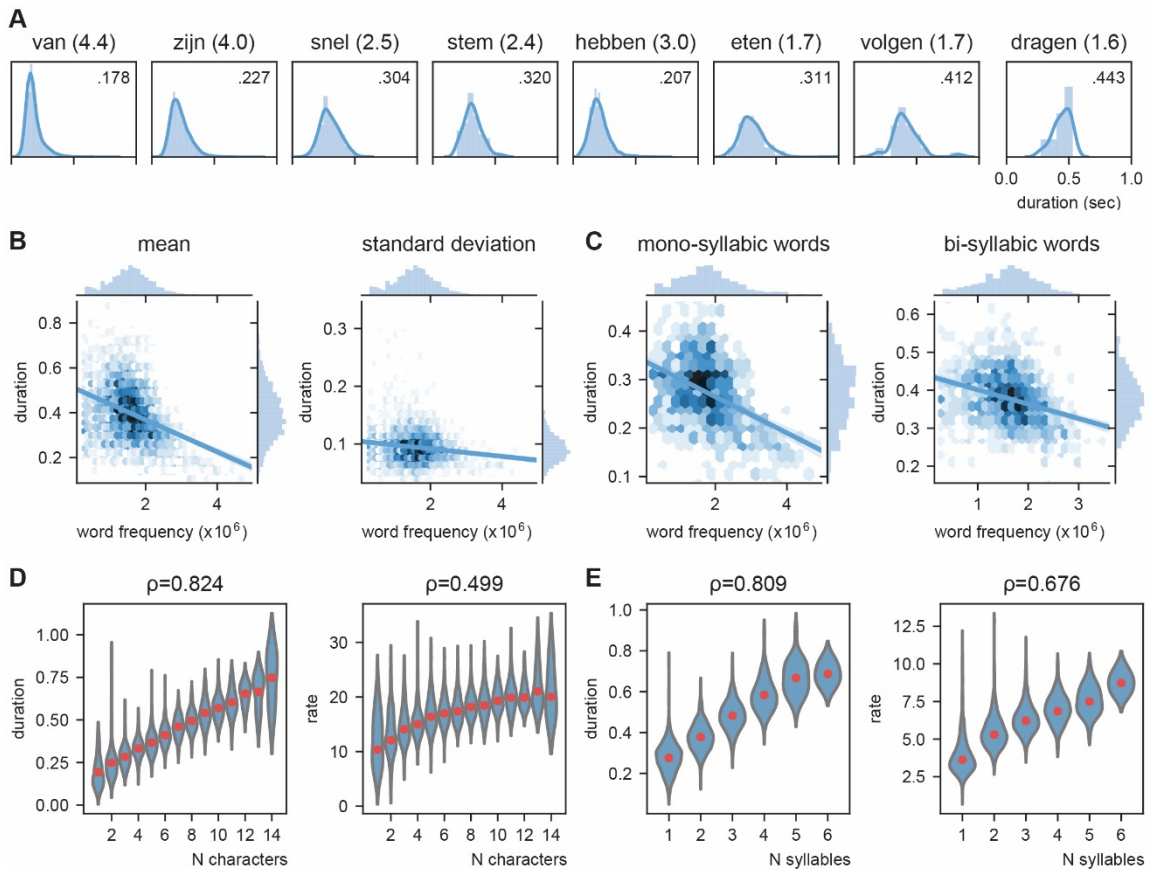 A
van (4.4) zijn (4.0) snel (2.5) stem (2.4) hebben (3.0) eten (1.7) volgen (1.7) dragen (1.6)
.178 .227 .304 .320 .207 .311 .412 .443
0.0 0.5 1.0
duration (sec)
B
mean
duration
0.8
0.6
0.4
0.2
2 4
word frequency (x10⁶)
standard deviation
duration
0.3
0.2
0.1
2 4
word frequency (x10⁶)
C
mono-syllabic words
duration
0.4
0.3
0.2
0.1
2 4
word frequency (x10⁶)
bi-syllabic words
duration
0.6
0.5
0.4
0.3
0.2
1 2 3
word frequency (x10⁶)
D
ρ=0.824
duration
1.00
0.75
0.50
0.25
0.00
2 4 6 8 10 12 14
N characters
ρ=0.499
rate
30
20
10
0
2 4 6 8 10 12 14
N characters
E
ρ=0.809
duration
1.0
0.8
0.6
0.4
0.2
1 2 3 4 5 6
N syllables
ρ=0.676
rate
12.5
10.0
7.5
5.0
2.5
1 2 3 4 5 6
N syllables